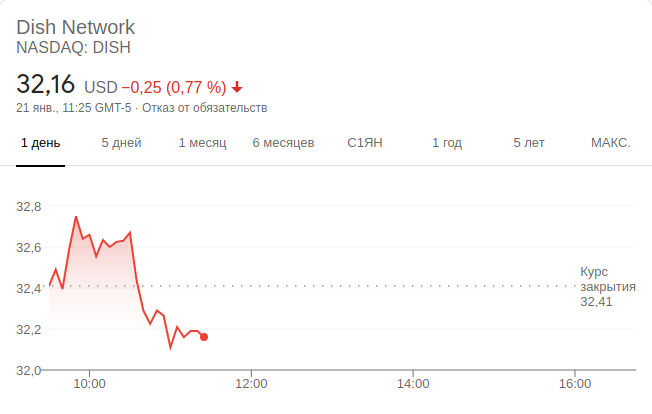 Dish Network
NASDAQ: DISH
32,16 USD −0,25 (0,77 %)
21 янв., 11:25 GMT-5 · Отказ от обязательств
1 день 5 дней 1 месяц 6 месяцев С1ЯН 1 год 5 лет МАКС.
32,8
32,6
32,4
32,2
32,0
Курс
закрытия
32,41
10:00 12:00 14:00 16:00